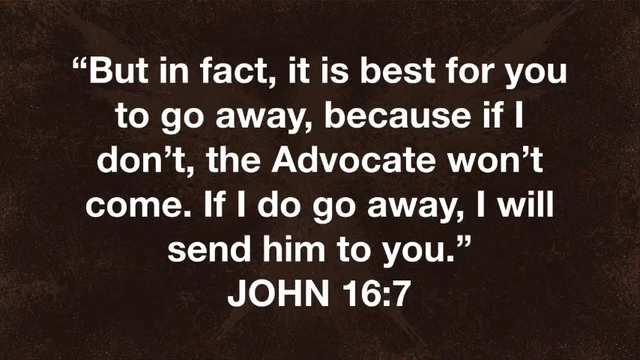 “But in fact, it is best for you
to go away, because if I
don’t, the Advocate won’t
come. If I do go away, I will
send him to you.”
JOHN 16:7